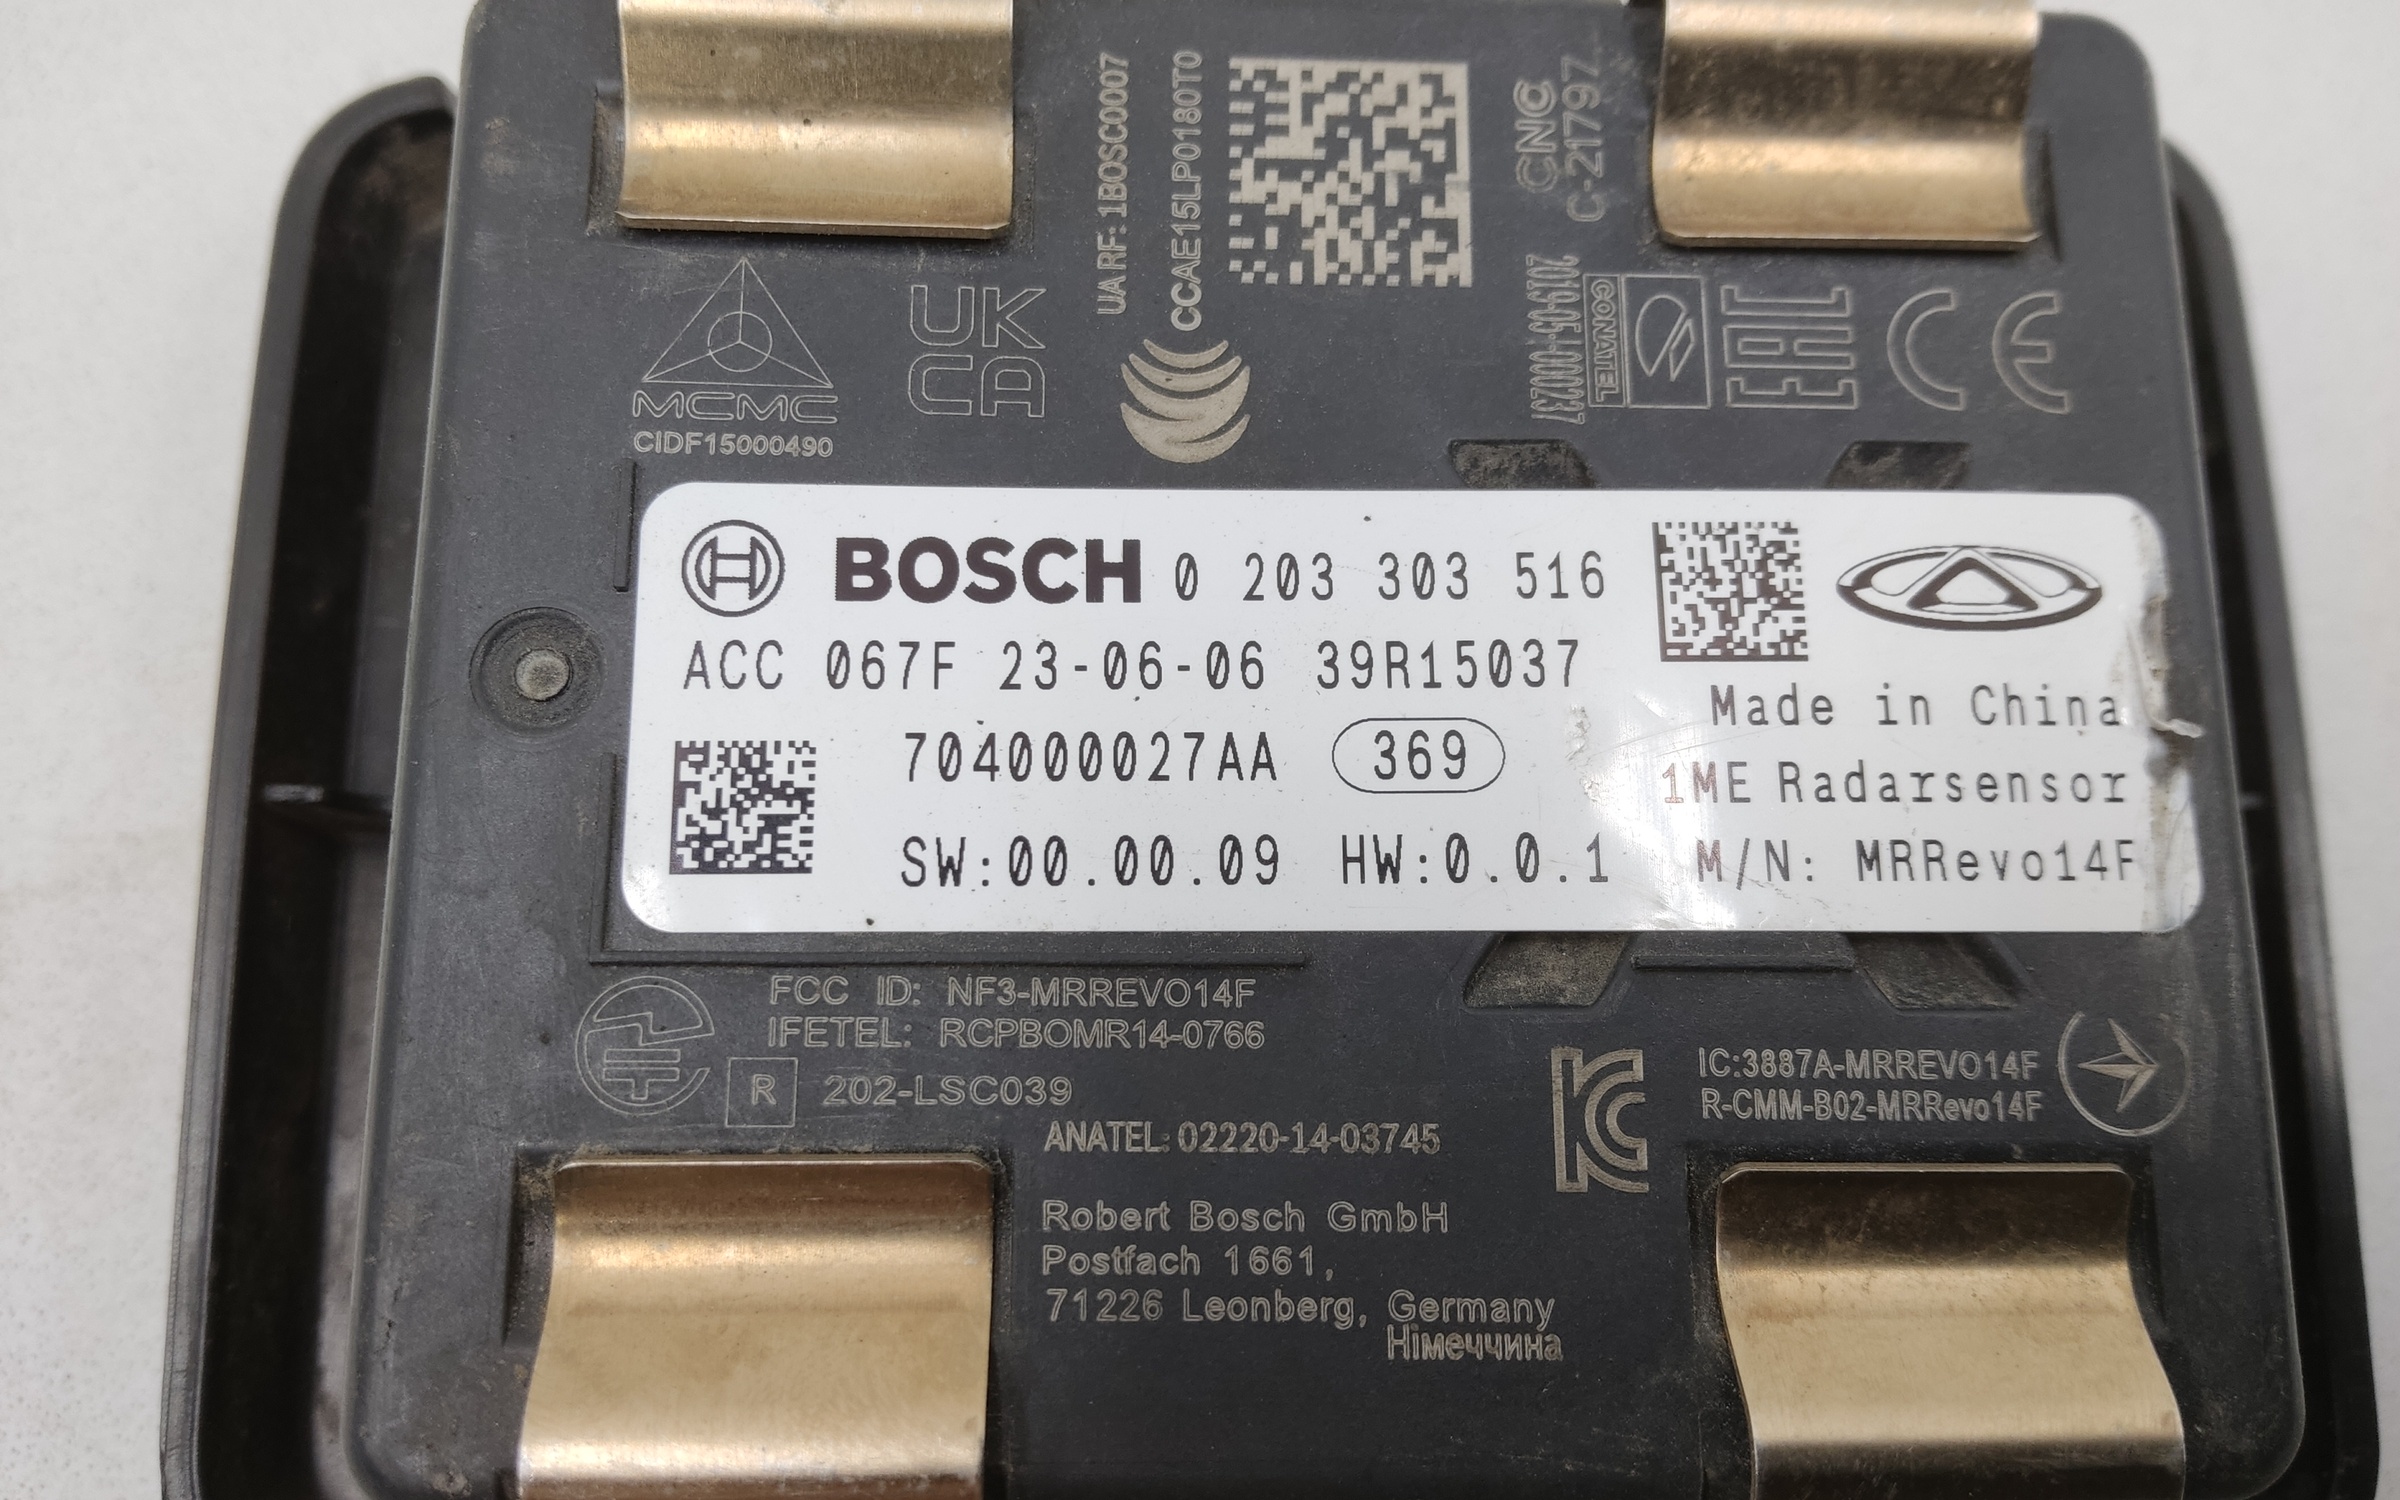 UA RF: 1BOSC0007
CCAE15LP0180T0
CNC
C-21797
MCMC
CIDF15000490
UK
CA
2019-05-I-0000237
CONATEL
EAC
CE
BOSCH 0 203 303 516
ACC 067F 23-06-06 39R15037
704000027AA 369
SW:00.00.09 HW:0.0.1
Made in China
1ME Radarsensor
M/N: MRRevo14F
FCC ID: NF3-MRREVO14F
IFETEL: RCPBOMR14-0766
R 202-LSC039
ANATEL: 02220-14-03745
IC:3887A-MRREVO14F
R-CMM-B02-MRRevo14F
Robert Bosch GmbH
Postfach 1661,
71226 Leonberg, Germany
Німеччина